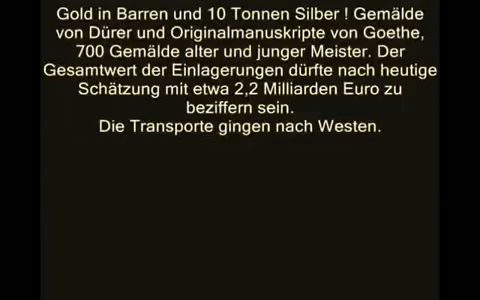 Gold in Barren und 10 Tonnen Silber ! Gemälde
von Dürer und Originalmanuskripte von Goethe,
700 Gemälde alter und junger Meister. Der
Gesamtwert der Einlagerungen dürfte nach heutige
Schätzung mit etwa 2,2 Milliarden Euro zu
beziffern sein.
Die Transporte gingen nach Westen.